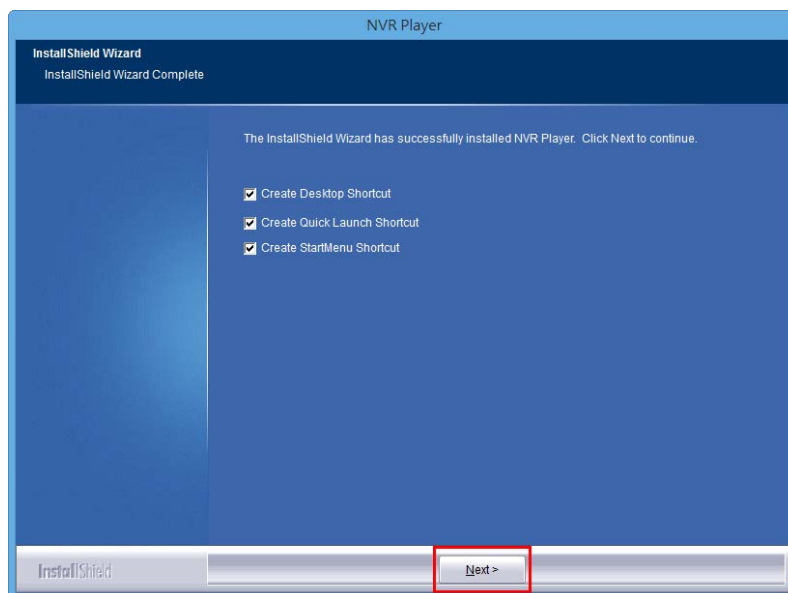 NVR Player
InstallShield Wizard
InstallShield Wizard Complete
The InstallShield Wizard has successfully installed NVR Player. Click Next to continue.
Create Desktop Shortcut
Create Quick Launch Shortcut
Create StartMenu Shortcut
InstallShield
Next >